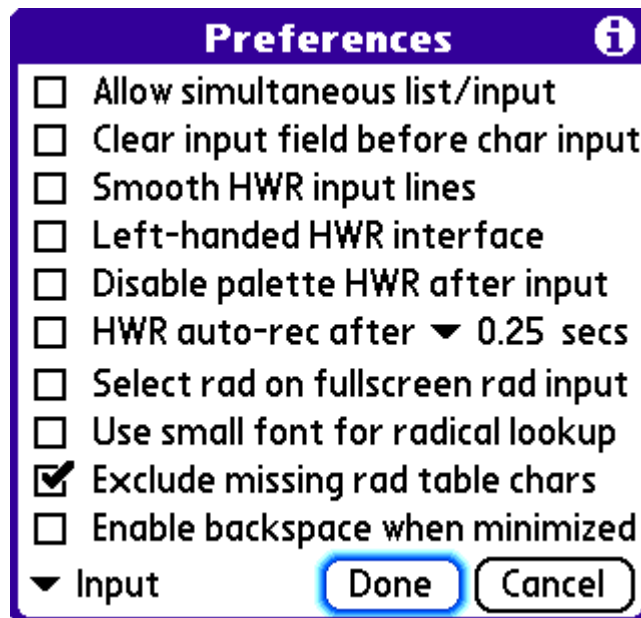 Preferences
Allow simultaneous list/input
Clear input field before char input
Smooth HWR input lines
Left-handed HWR interface
Disable palette HWR after input
HWR auto-rec after 0.25 secs
Select rad on fullscreen rad input
Use small font for radical lookup
Exclude missing rad table chars
Enable backspace when minimized
Input Done Cancel